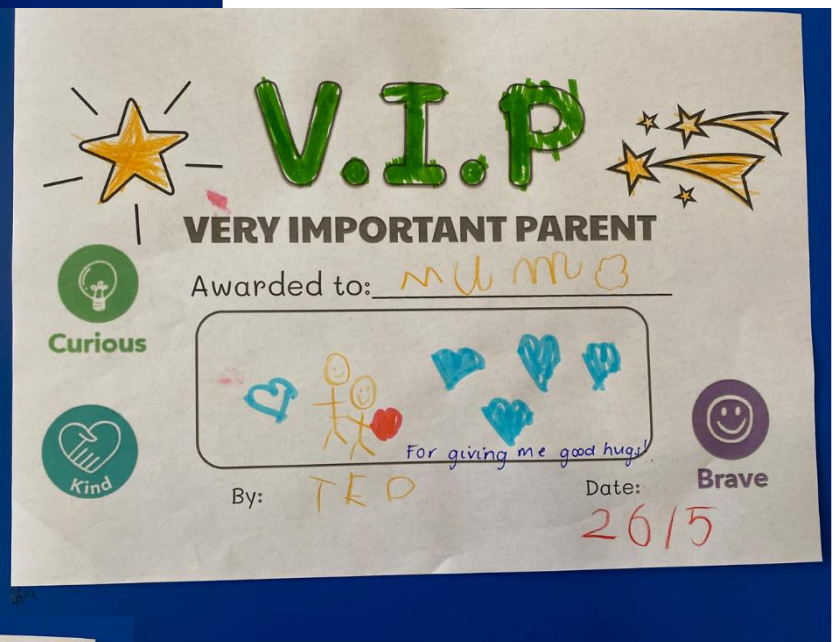 V.I.P
VERY IMPORTANT PARENT
Awarded to: mumma
Curious
Kind
For giving me good hugs!
Brave
By: TED
Date:
26/5